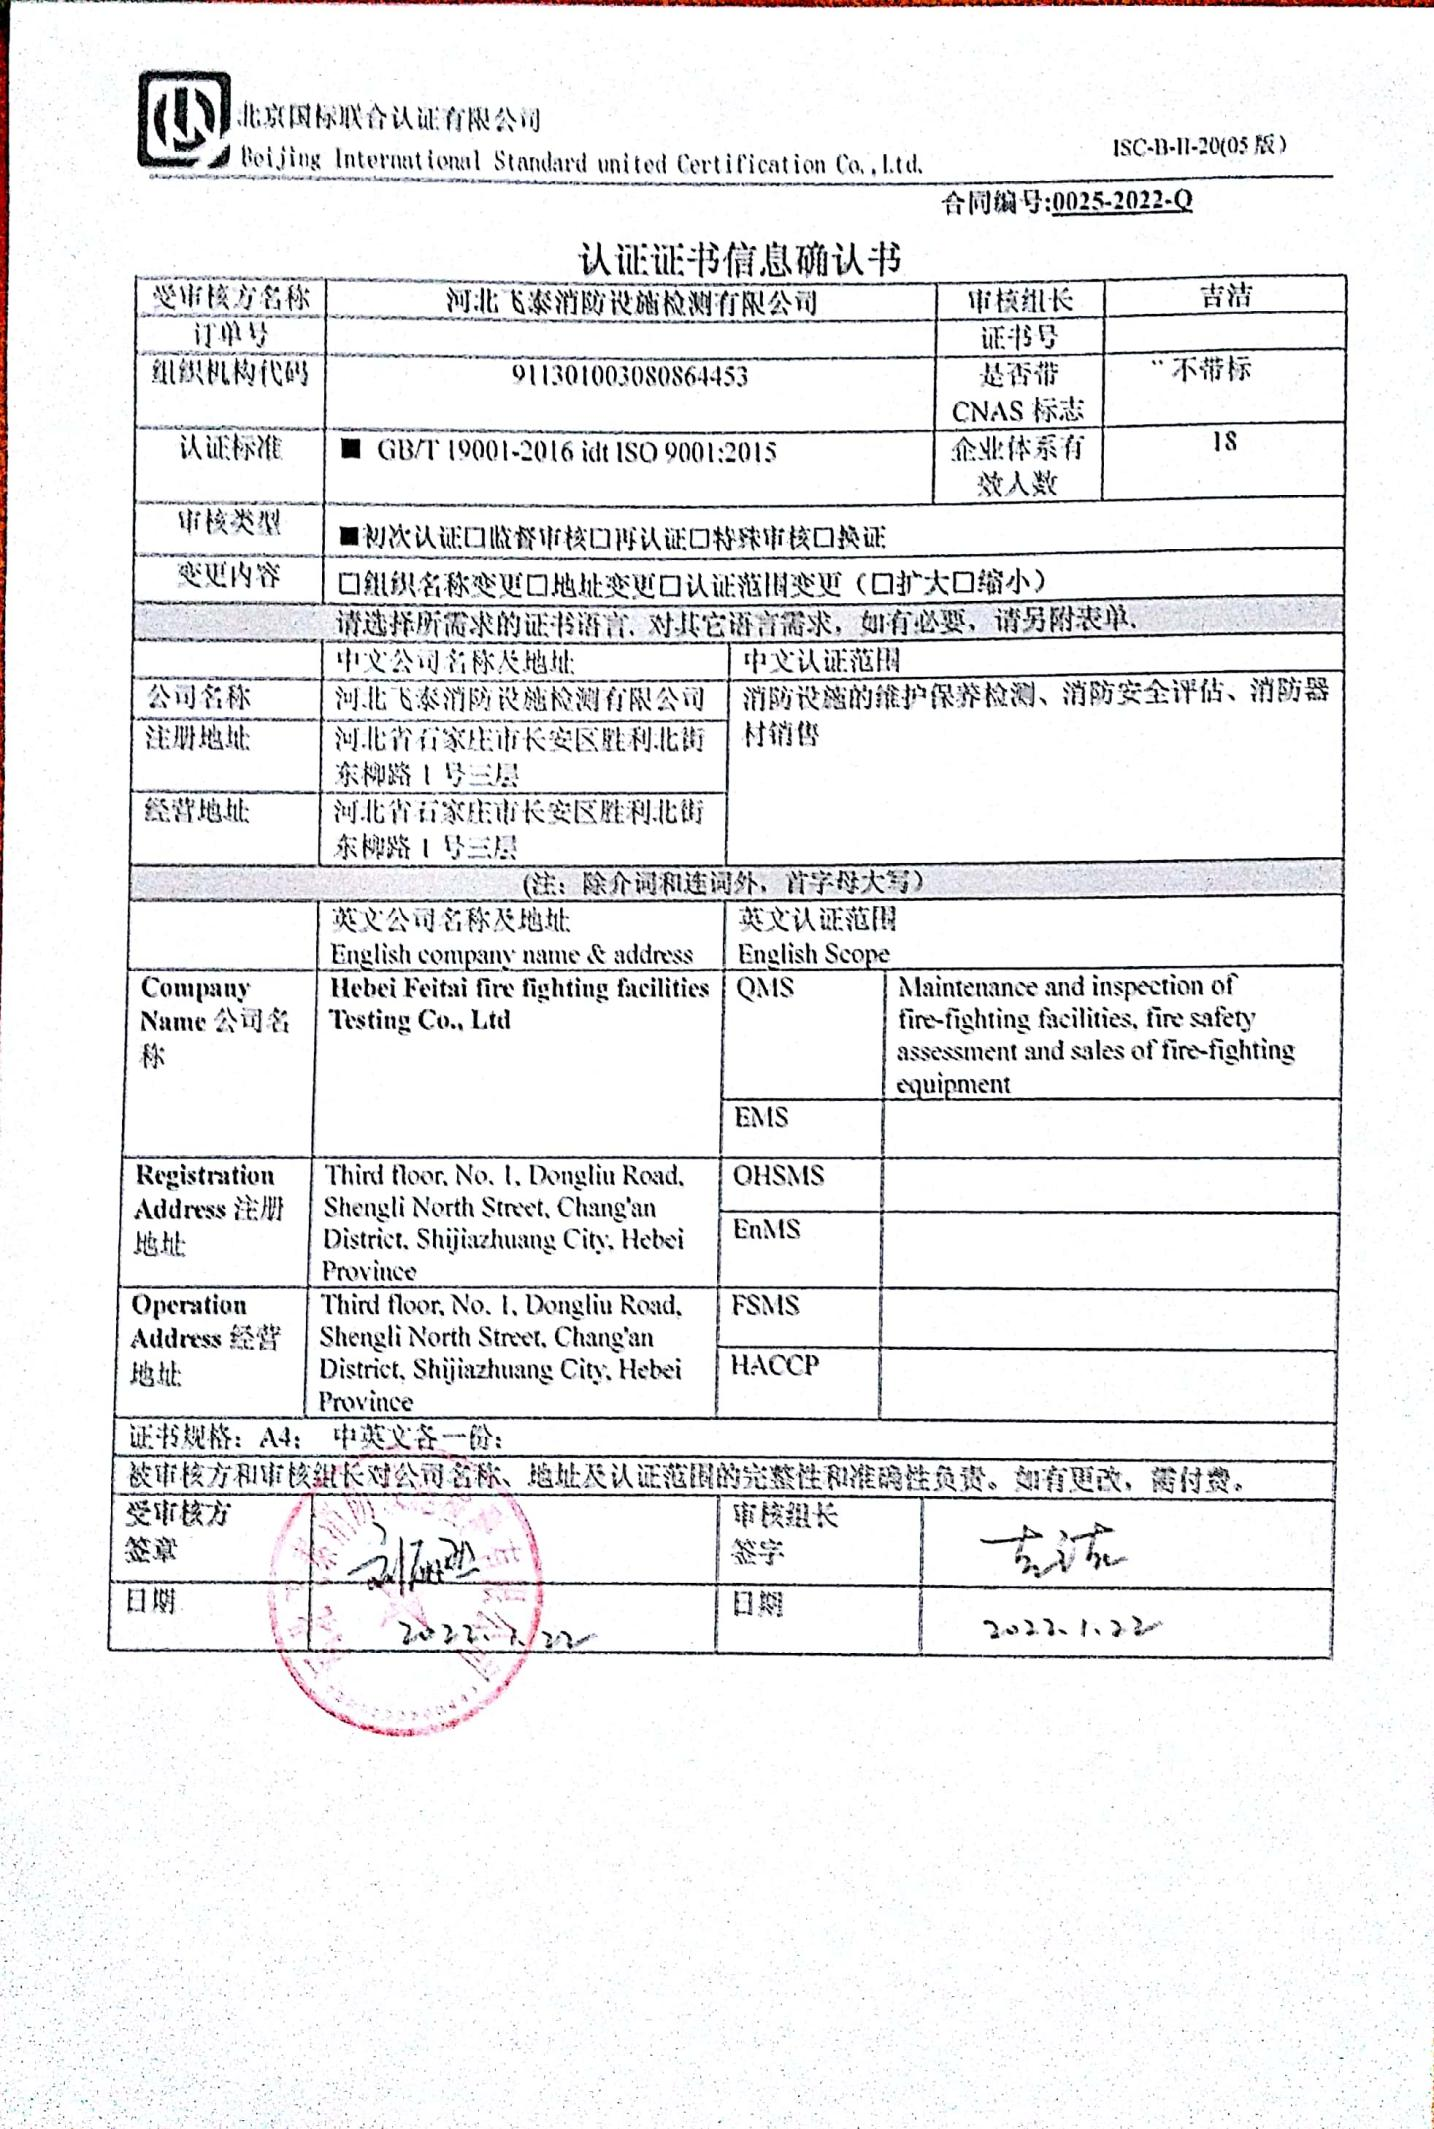 北京国标联合认证有限公司
Beijing International Standard united Certification Co.,Ltd.
ISC-B-II-20(05版)
合同编号:0025-2022-Q
认证证书信息确认书
受审核方名称 河北飞泰消防设施检测有限公司 审核组长 吉洁
订单号 证书号
组织机构代码 911301003080864453 是否带 不带标
CNAS 标志
认证标准 ■ GB/T 19001-2016 idt ISO 9001:2015 企业体系有 18
效人数
审核类型 ■初次认证□监督审核□再认证□特殊审核□换证
变更内容 □组织名称变更□地址变更□认证范围变更（□扩大□缩小）
请选择所需求的证书语言. 对其它语言需求，如有必要，请另附表单.
中文公司名称及地址 中文认证范围
公司名称 河北飞泰消防设施检测有限公司 消防设施的维护保养检测、消防安全评估、消防器
材销售
注册地址 河北省石家庄市长安区胜利北街
东柳路 1 号三层
经营地址 河北省石家庄市长安区胜利北街
东柳路 1 号三层
(注：除介词和连词外，首字母大写）
英文公司名称及地址 英文认证范围
English company name & address English Scope
Company Hebei Feitai fire fighting facilities QMS Maintenance and inspection of
Name 公司名 Testing Co., Ltd fire-fighting facilities, fire safety
称 assessment and sales of fire-fighting
equipment
EMS
Registration Third floor, No. 1, Dongliu Road, OHSMS
Address 注册 Shengli North Street, Chang'an
地址 District, Shijiazhuang City, Hebei EnMS
Province
Operation Third floor, No. 1, Dongliu Road, FSMS
Address 经营 Shengli North Street, Chang'an
地址 District, Shijiazhuang City, Hebei HACCP
Province
证书规格：A4； 中英文各一份；
被审核方和审核组长对公司名称、地址及认证范围的完整性和准确性负责。如有更改，需付费。
受审核方 审核组长
签章 签字 吉洁
日期 2022.1.22 日期 2022.1.22